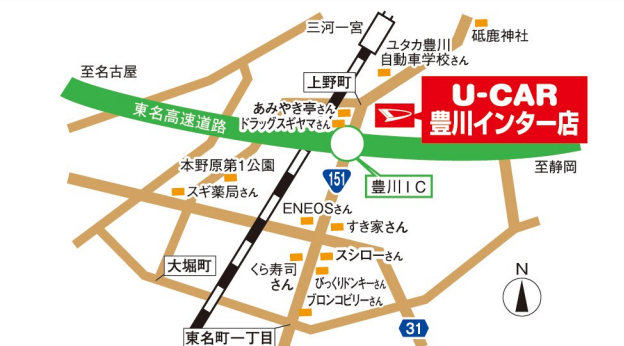 三河一宮
砥鹿神社
ユタカ豊川
自動車学校さん
至名古屋
上野町
U-CAR
豊川インター店
東名高速道路
あみやき亭さん
ドラッグスギヤマさん
本野原第1公園
スギ薬局さん
151
豊川IC
至静岡
ENEOSさん
すき家さん
大堀町
くら寿司
さん
スシローさん
びっくりドンキーさん
ブロンコビリーさん
N
31
東名町一丁目